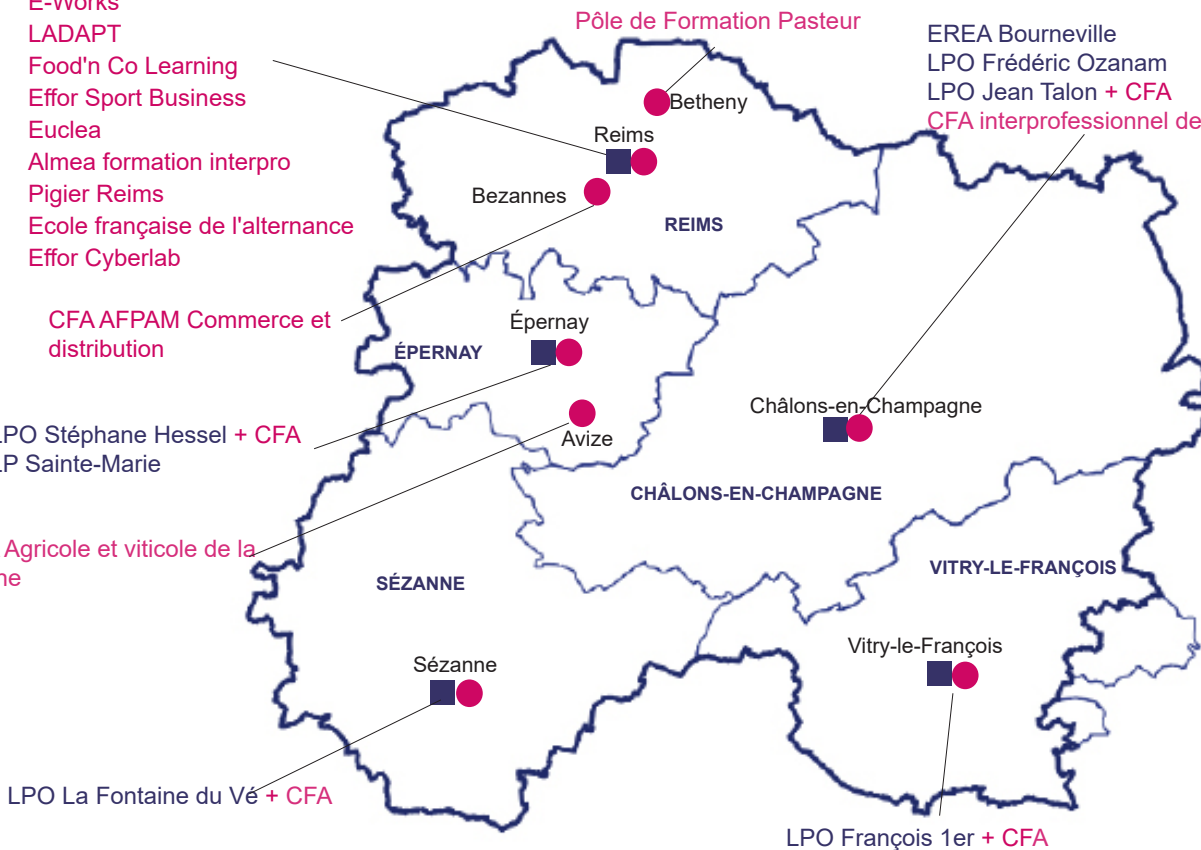 E-Works
LADAPT
Food'n Co Learning
Effor Sport Business
Euclea
Almea formation interpro
Pigier Reims
Ecole française de l'alternance
Effor Cyberlab
Pôle de Formation Pasteur
EREA Bourneville
LPO Frédéric Ozanam
LPO Jean Talon + CFA
CFA interprofessionnel de
Betheny
Reims
Bezannes
REIMS
CFA AFPAM Commerce et
distribution
Épernay
ÉPERNAY
Châlons-en-Champagne
LPO Stéphane Hessel + CFA
LP Sainte-Marie
Avize
CHÂLONS-EN-CHAMPAGNE
Agricole et viticole de la
VITRY-LE-FRANÇOIS
SÉZANNE
Vitry-le-François
Sézanne
LPO La Fontaine du Vé + CFA
LPO François 1er + CFA